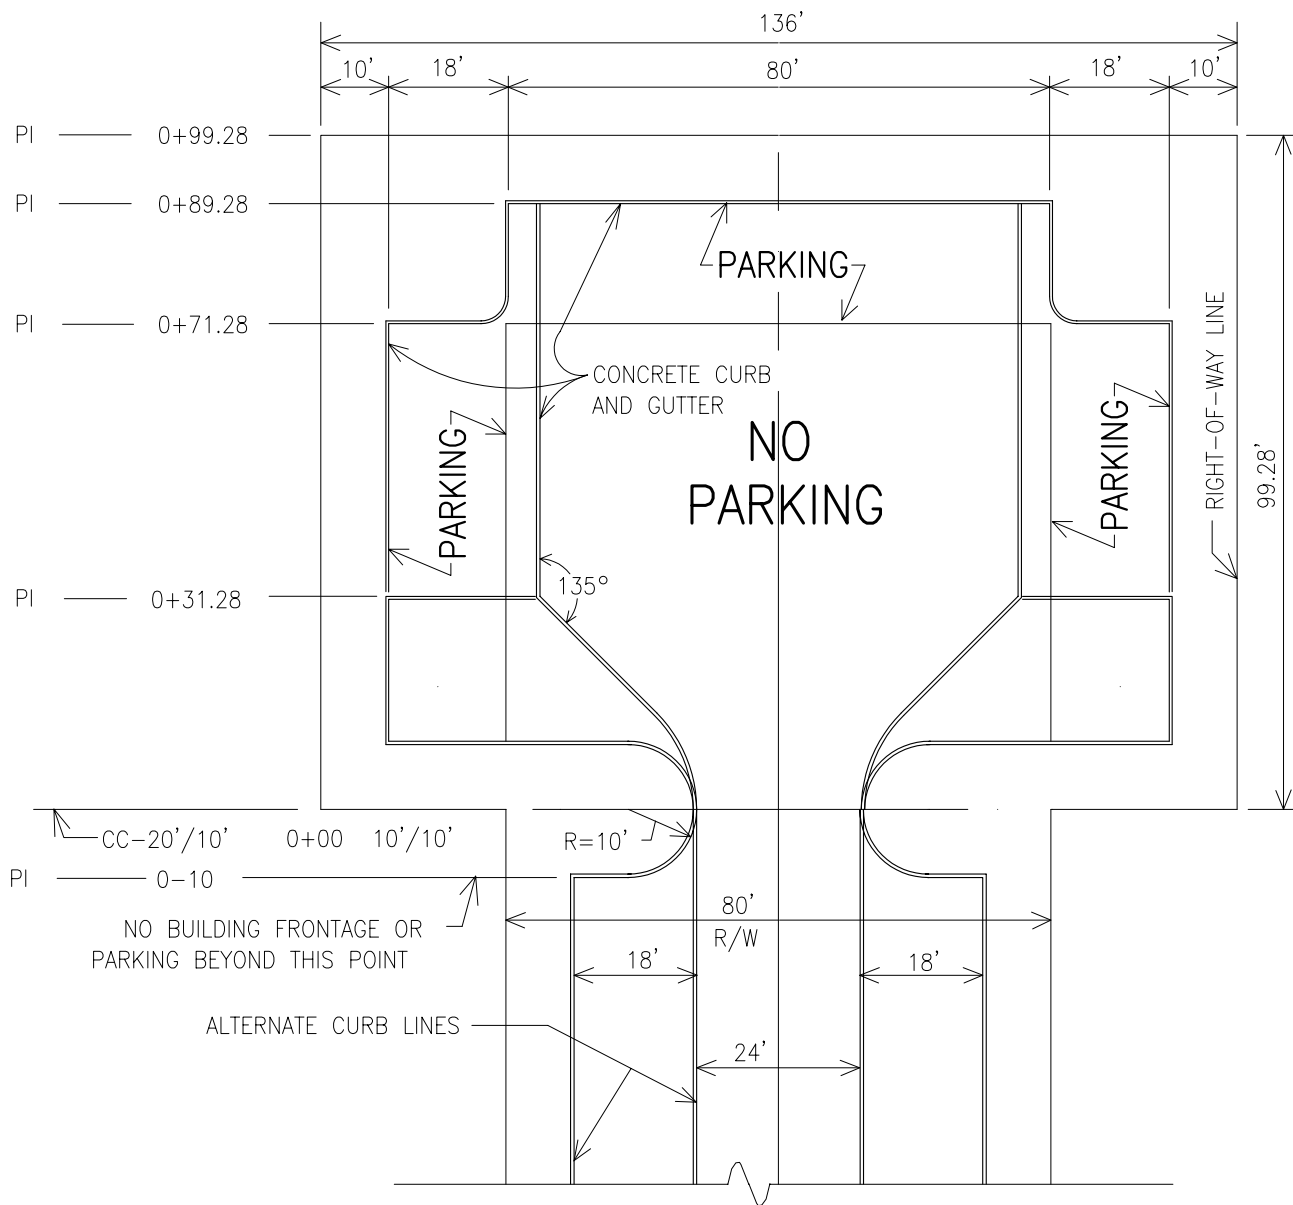 136'
10' 18' 80' 18' 10'
PI 0+99.28
PI 0+89.28
PARKING
PI 0+71.28
CONCRETE CURB
AND GUTTER
NO
PARKING
PARKING
PARKING
RIGHT-OF-WAY LINE
99.28'
135°
PI 0+31.28
CC-20'/10' 0+00 10'/10' R=10'
PI 0-10
80'
R/W
NO BUILDING FRONTAGE OR
PARKING BEYOND THIS POINT
18' 18'
ALTERNATE CURB LINES
24'